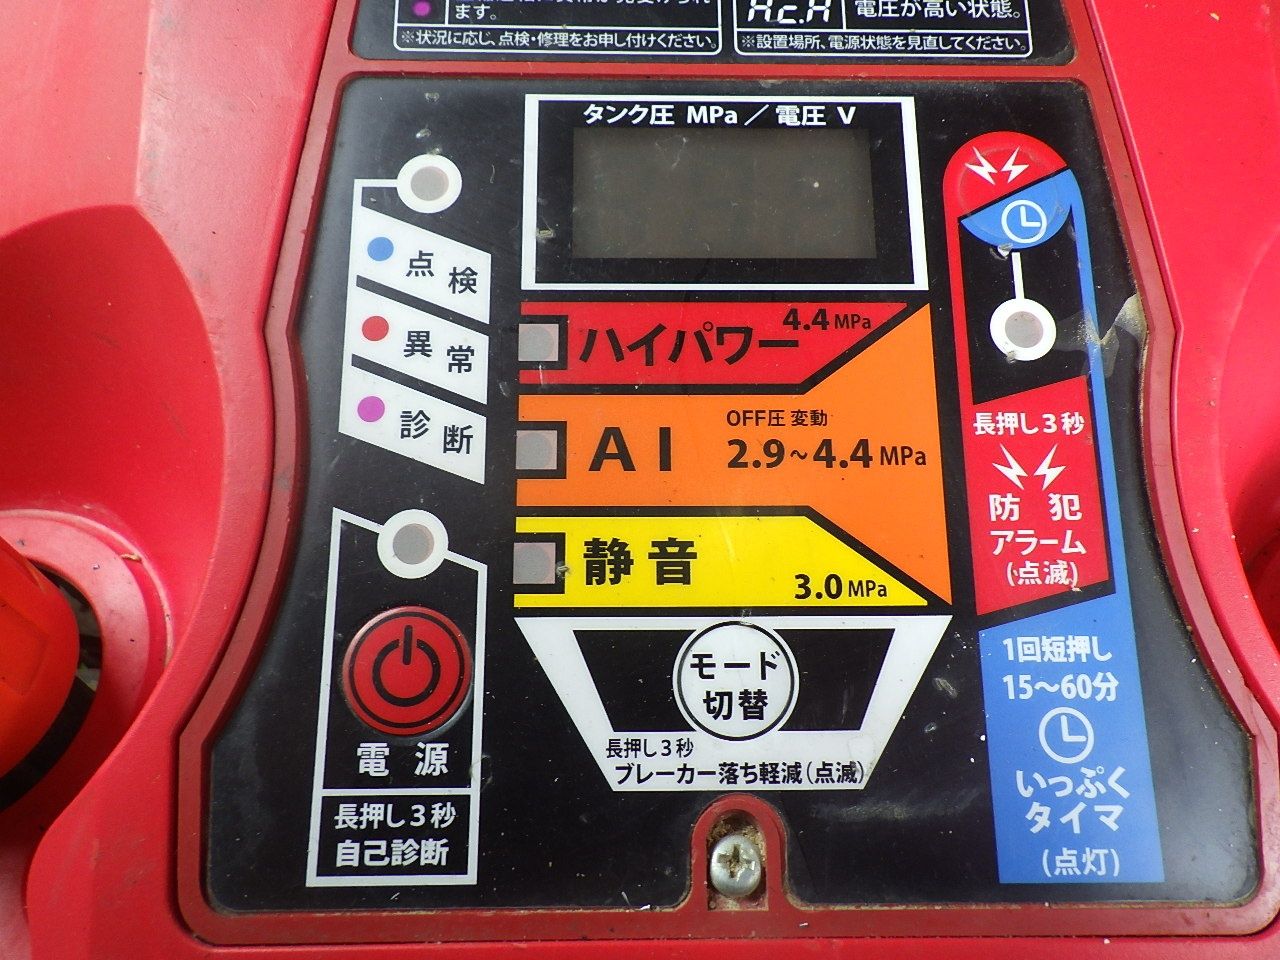 ます。
※状況に応じ、点検・修理をお申し付けください。
Ac.H
電圧が高い状態。
※設置場所、電源状態を見直してください。
タンク圧 MPa / 電圧 V
点検
異常
診断
ハイパワー 4.4 MPa
AI
OFF圧 変動
2.9~4.4 MPa
静音
3.0 MPa
モード
切替
長押し3秒
ブレーカー落ち軽減(点滅)
電源
長押し3秒
自己診断
長押し3秒
防犯
アラーム
(点滅)
1回短押し
15~60分
いっぷく
タイマ
(点灯)